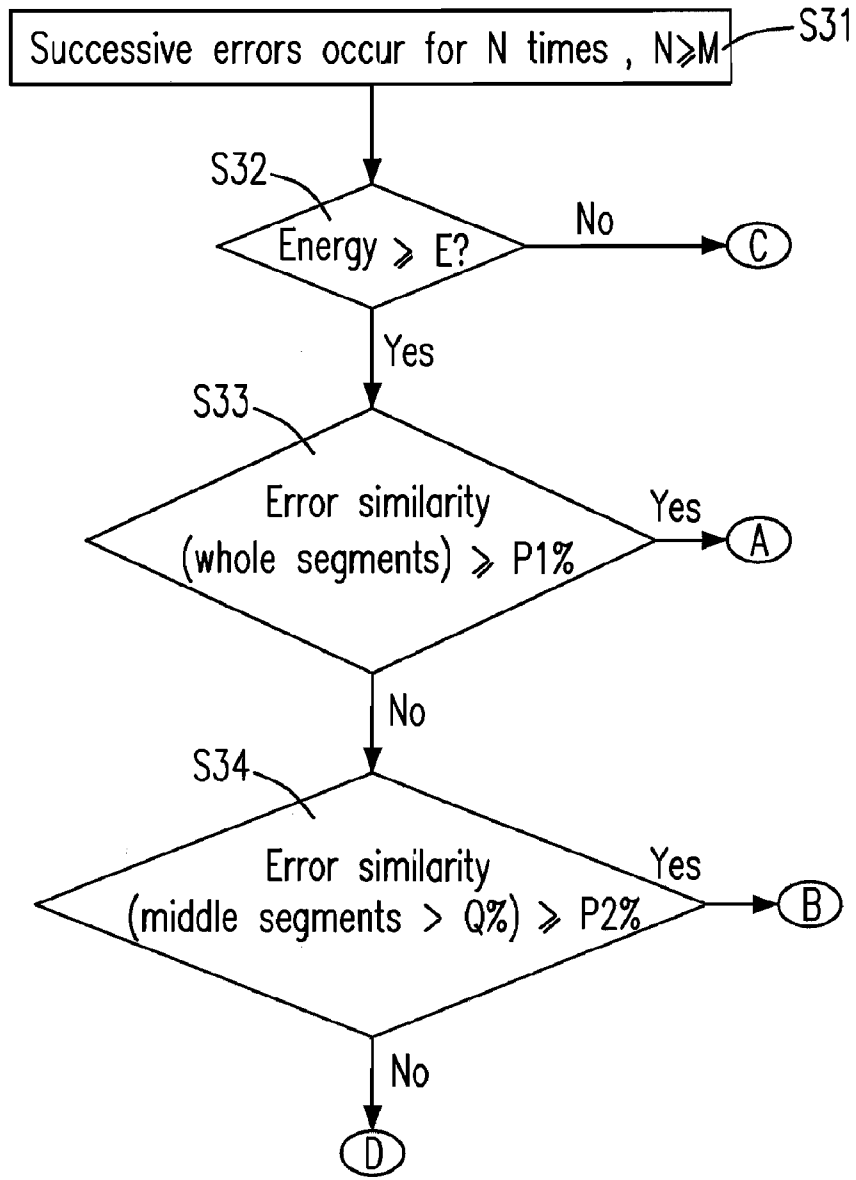 S31
Successive errors occur for N times , N⩾M
S32
Energy ⩾ E?
No
C
Yes
S33
Error similarity
(whole segments) ⩾ P1%
Yes
A
No
S34
Error similarity
(middle segments > Q%) ⩾ P2%
Yes
B
No
D